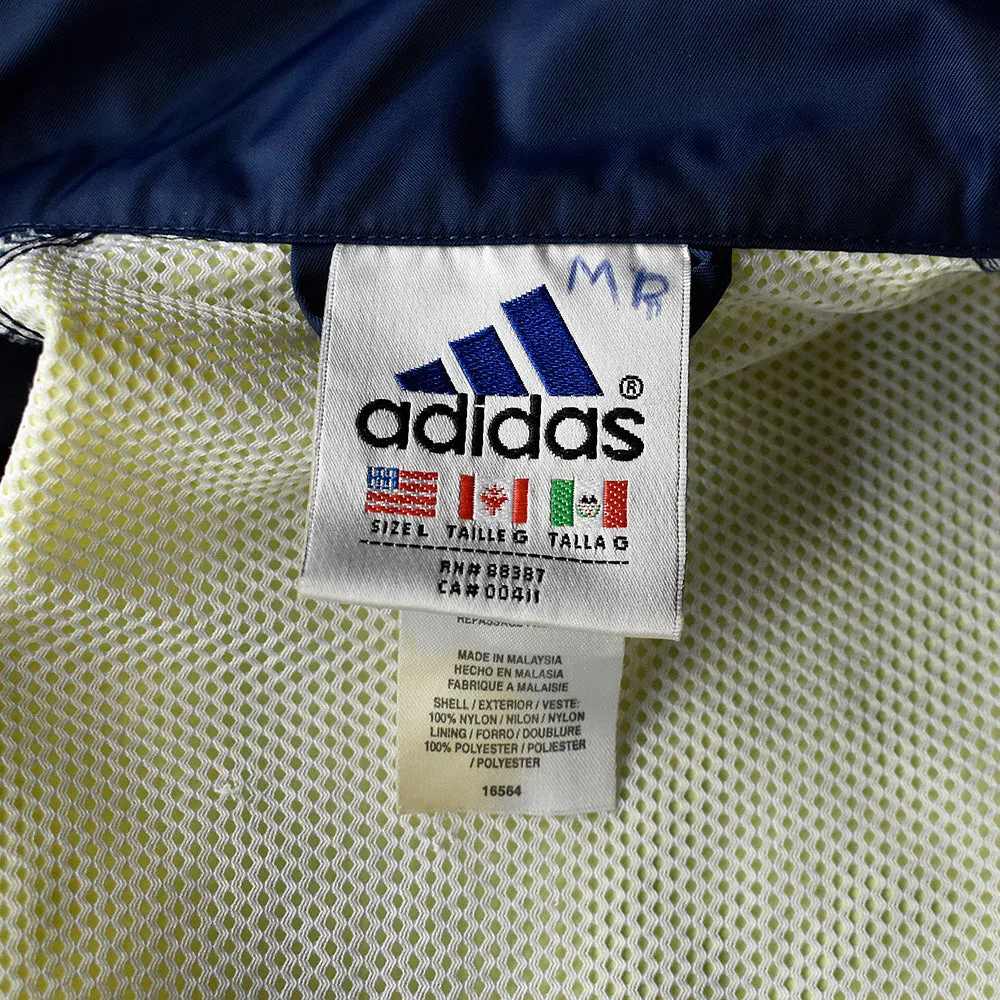 MR
adidas®
SIZE L TAILLE G TALLA G
RN# 88387
CA# 00411
MADE IN MALAYSIA
HECHO EN MALASIA
FABRIQUE A MALAISIE
SHELL / EXTERIOR / VESTE:
100% NYLON / NILON / NYLON
LINING / FORRO / DOUBLURE
100% POLYESTER / POLIESTER
/ POLYESTER
16564